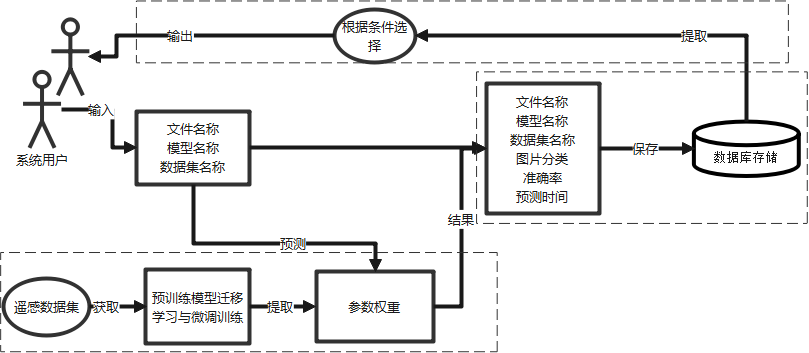 输出
根据条件选
择
提取
输入
系统用户
文件名称
模型名称
数据集名称
文件名称
模型名称
数据集名称
图片分类
准确率
预测时间
保存
数据库存储
结果
预测
遥感数据集
获取
预训练模型迁移
学习与微调训练
提取
参数权重